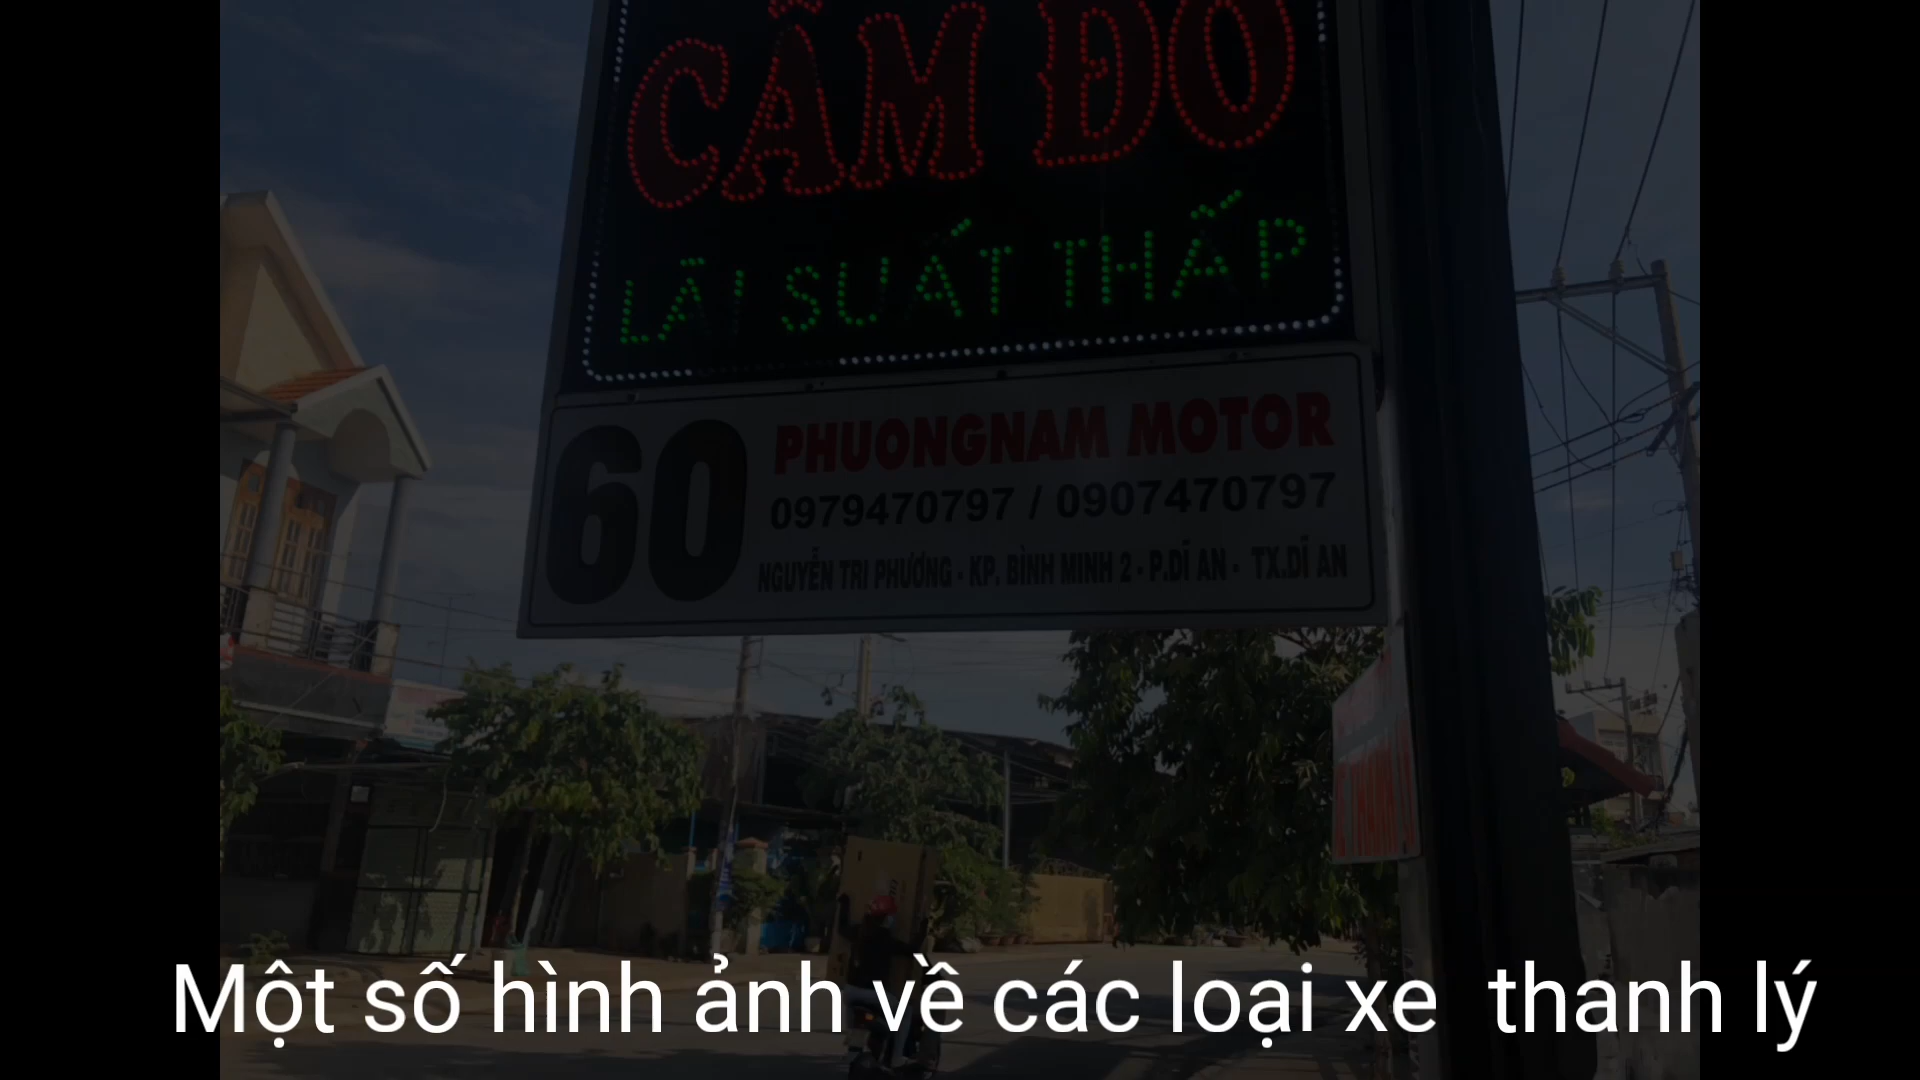 CẦM ĐỒ
LÃI SUẤT THẤP
60
PHUONGNAM MOTOR
0979470797 / 0907470797
NGUYỄN TRI PHƯƠNG - KP. BÌNH MINH 2 - P.DĨ AN - TX.DĨ AN
Một số hình ảnh về các loại xe thanh lý